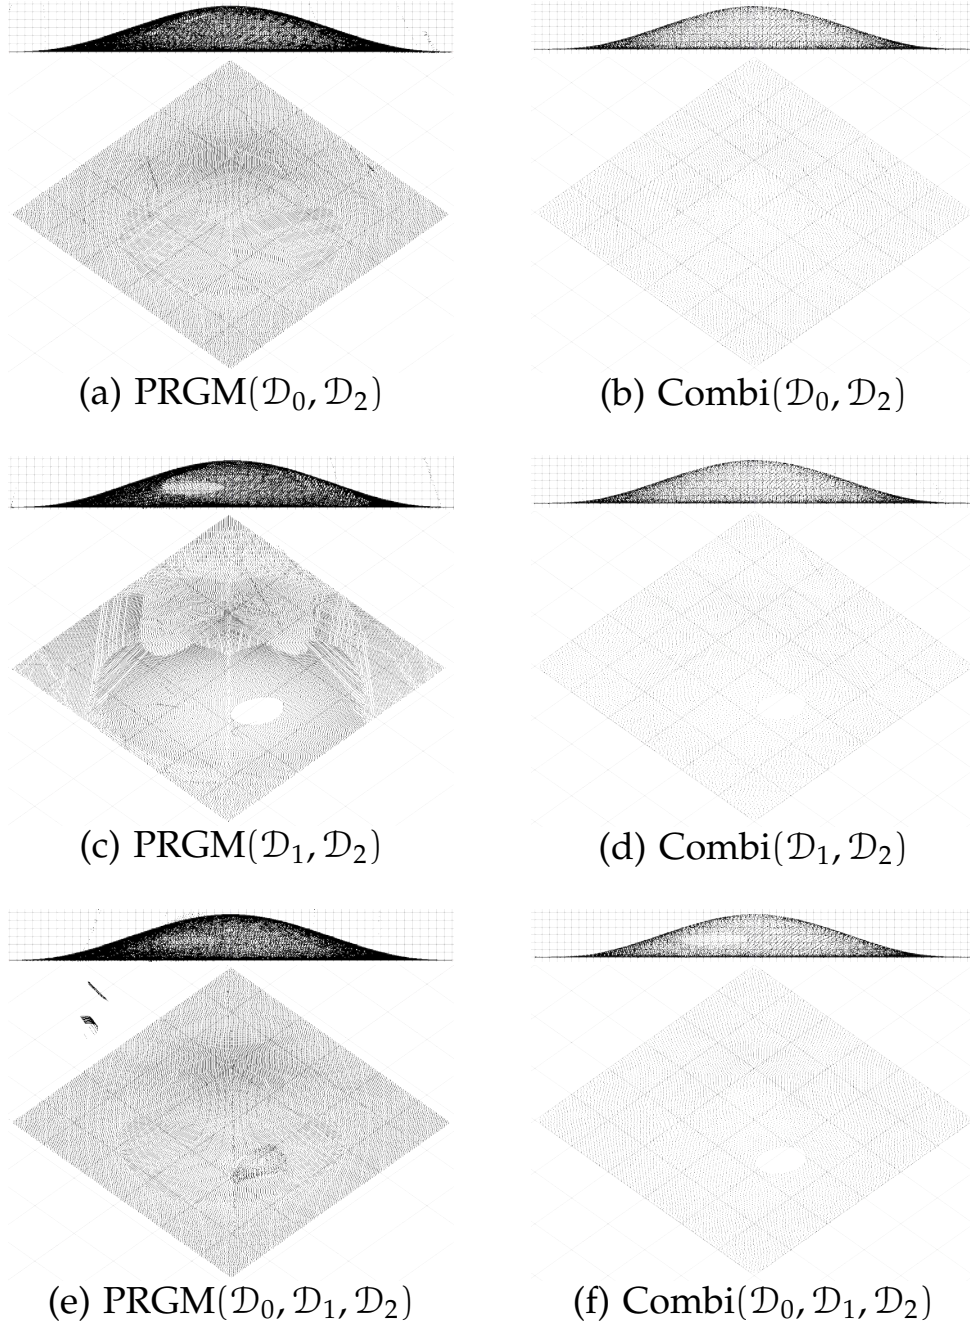 (a) PRGM(𝒟₀, 𝒟₂)
(b) Combi(𝒟₀, 𝒟₂)
(c) PRGM(𝒟₁, 𝒟₂)
(d) Combi(𝒟₁, 𝒟₂)
(e) PRGM(𝒟₀, 𝒟₁, 𝒟₂)
(f) Combi(𝒟₀, 𝒟₁, 𝒟₂)